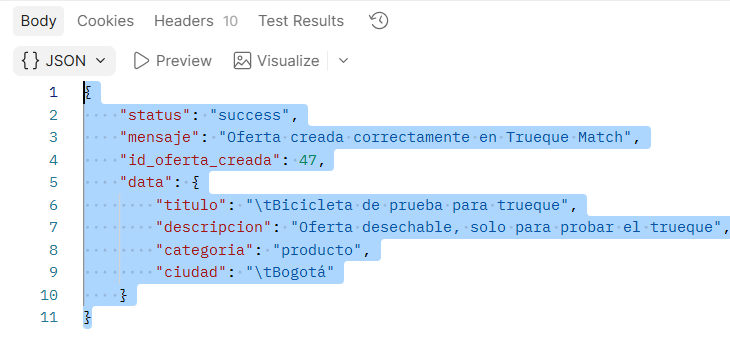 Body Cookies Headers 10 Test Results
{} JSON Preview Visualize
1 {
2 "status": "success",
3 "mensaje": "Oferta creada correctamente en Trueque Match",
4 "id_oferta_creada": 47,
5 "data": {
6 "titulo": "\tBicicleta de prueba para trueque",
7 "descripcion": "Oferta desechable, solo para probar el trueque",
8 "categoria": "producto",
9 "ciudad": "\tBogotá"
10 }
11 }